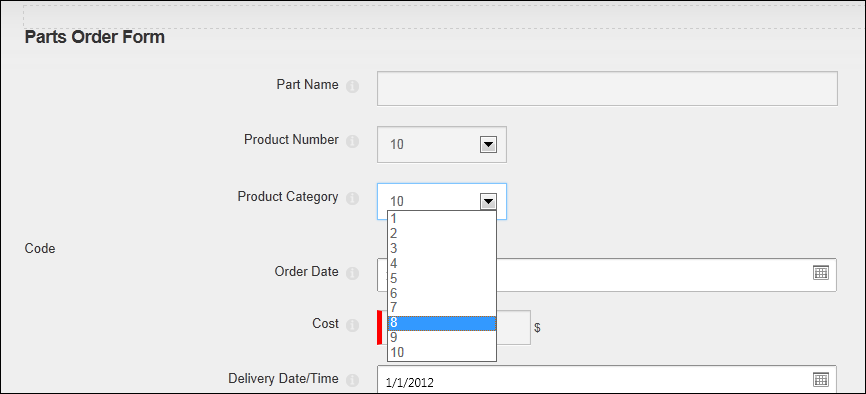 Parts Order Form
Part Name
Product Number 10
Product Category 10
1
2
3
4
5
6
7
8
9
10
Code
Order Date
Cost $
Delivery Date/Time 1/1/2012